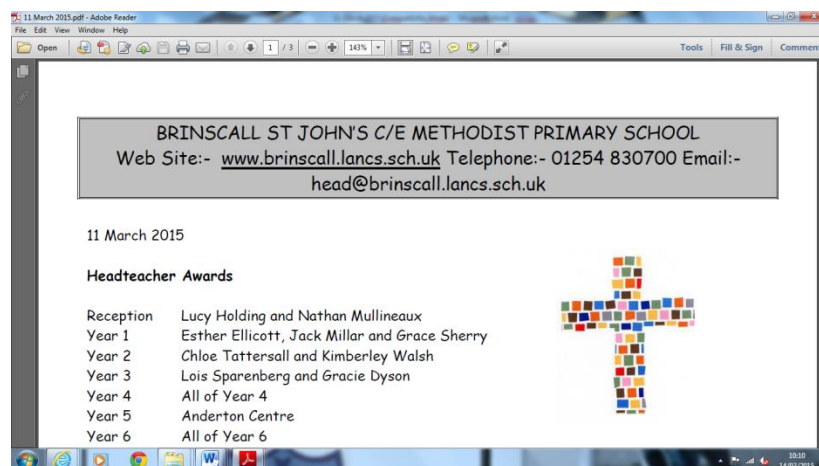 11 March 2015.pdf - Adobe Reader
File Edit View Window Help
Open 1 / 3 143% Tools Fill & Sign Comment
BRINSCALL ST JOHN'S C/E METHODIST PRIMARY SCHOOL
Web Site:- www.brinscall.lancs.sch.uk Telephone:- 01254 830700 Email:-
head@brinscall.lancs.sch.uk
11 March 2015
Headteacher Awards
Reception Lucy Holding and Nathan Mullineaux
Year 1 Esther Ellicott, Jack Millar and Grace Sherry
Year 2 Chloe Tattersall and Kimberley Walsh
Year 3 Lois Sparenberg and Gracie Dyson
Year 4 All of Year 4
Year 5 Anderton Centre
Year 6 All of Year 6
10:10